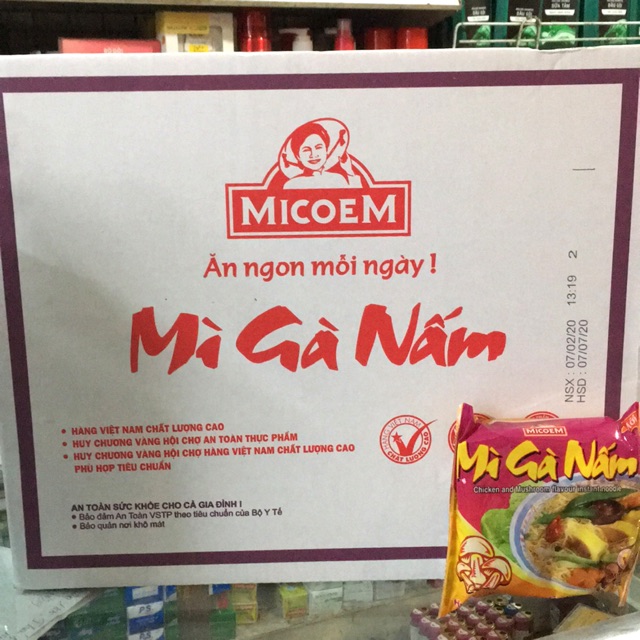 MICOEM
Ăn ngon mỗi ngày !
Mì Gà Nấm
• HÀNG VIỆT NAM CHẤT LƯỢNG CAO
• HUY CHƯƠNG VÀNG HỘI CHỢ AN TOAN THỰC PHẨM
• HUY CHƯƠNG VÀNG HỘI CHỢ HÀNG VIỆT NAM CHẤT LƯỢNG CAO
PHÙ HỢP TIÊU CHUẨN
CHẤT LƯỢNG CAO
AN TOÀN SỨC KHỎE CHO CẢ GIA ĐÌNH !
• Bảo đảm An Toàn VSTP theo tiêu chuẩn của Bộ Y Tế
• Bảo quản nơi khô mát
NSX : 07/02/20 13:19 2
HSD : 07/07/20
MICOEM
Mì Gà Nấm
Chicken and Mushroom flavour instant noodle